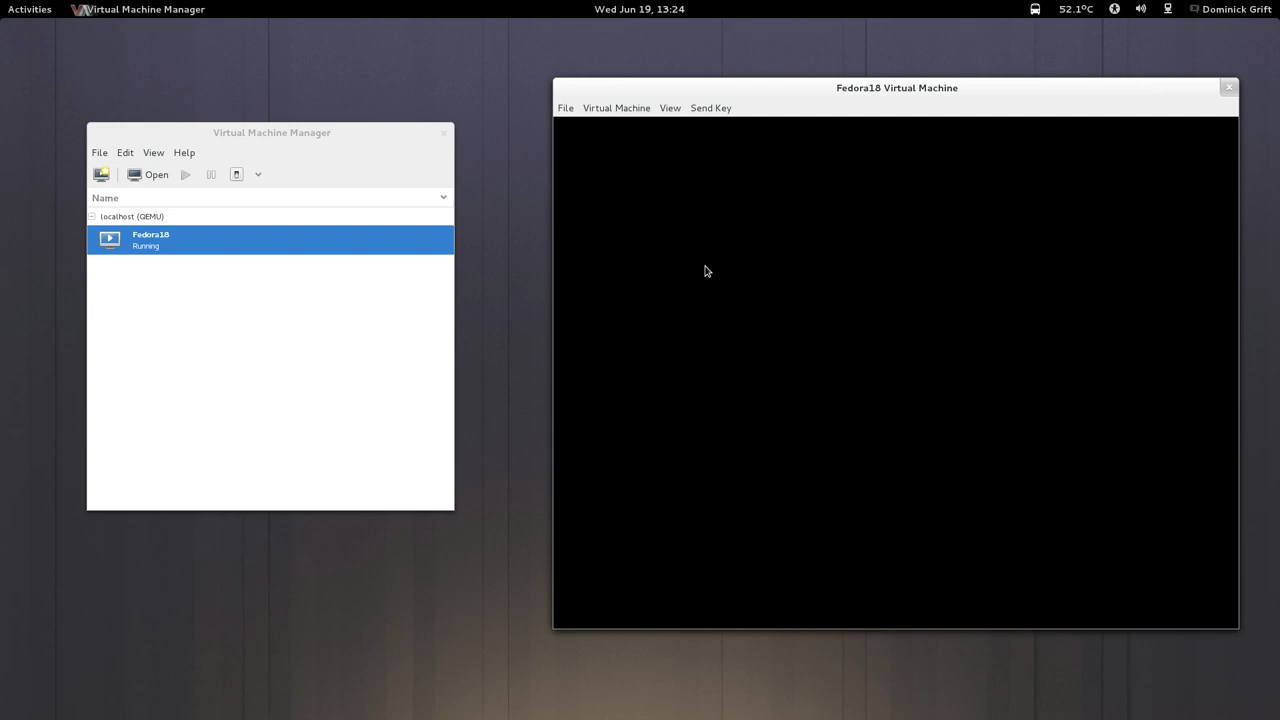 Activities Virtual Machine Manager Wed Jun 19, 13:24 52.1ºC Dominick Grift
Fedora18 Virtual Machine
File Virtual Machine View Send Key
Virtual Machine Manager
File Edit View Help
Open
Name
localhost (QEMU)
Fedora18
Running